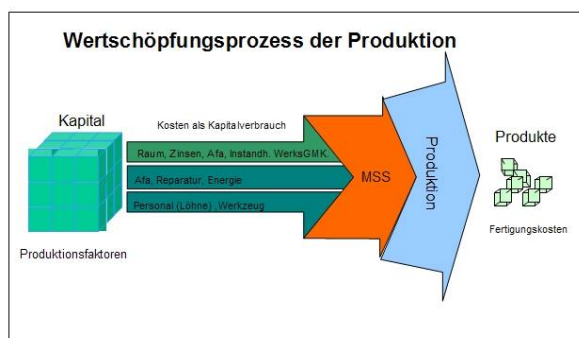 Wertschöpfungsprozess der Produktion
Kapital
Kosten als Kapitalverbrauch
Raum, Zinsen, Afa, Instandh. WerksGMK.
Afa, Reparatur, Energie
Personal (Löhne) ,Werkzeug
MSS
Produktion
Produkte
Produktionsfaktoren
Fertigungskosten